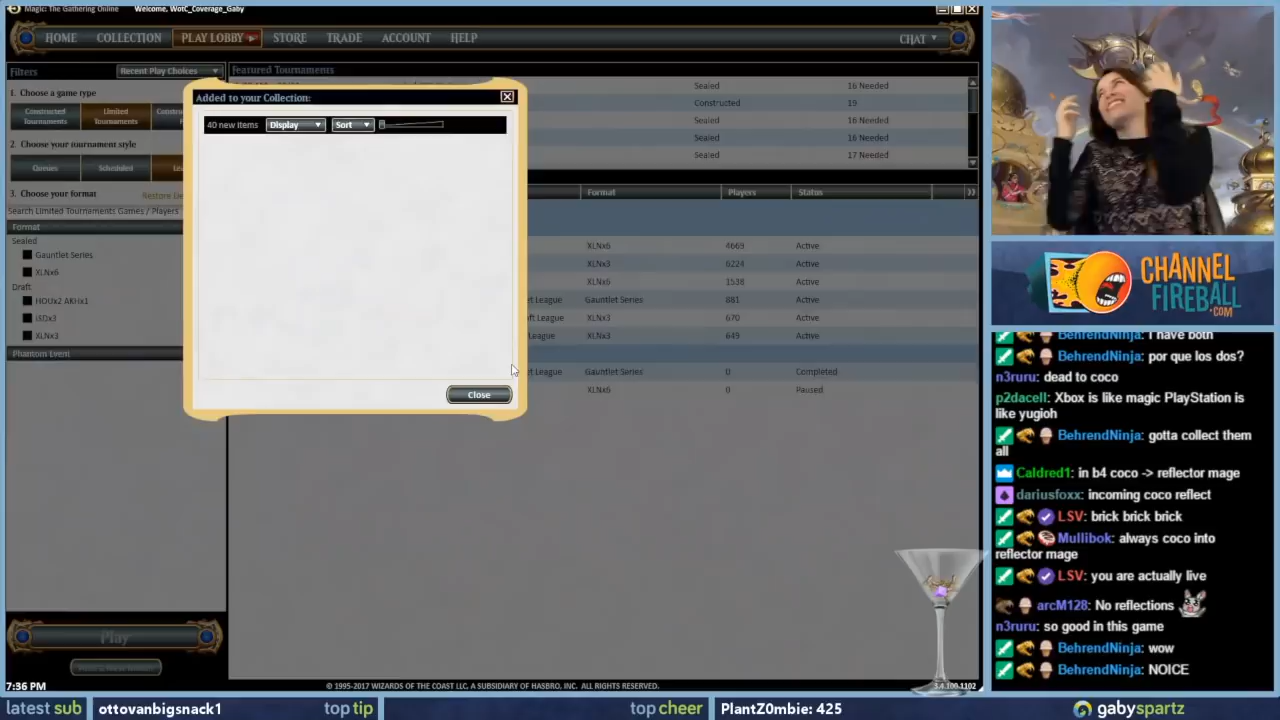 Magic: The Gathering Online Welcome, WotC_Coverage_Gaby
HOME COLLECTION PLAY LOBBY STORE TRADE ACCOUNT HELP CHAT
Filters Recent Play Choices Featured Tournaments
1. Choose a game type
Constructed Tournaments Limited Tournaments
2. Choose your tournament style
Queues Scheduled
3. Choose your format
Search Limited Tournaments Games / Players
Format
Sealed
Gauntlet Series
XLNx6
Draft
HOUx2 AKHx1
ISDx3
XLNx3
Phantom Event
Play
7:36 PM
Added to your Collection:
40 new items Display Sort
Close
Sealed 16 Needed
Constructed 19
Sealed 16 Needed
Sealed 16 Needed
Sealed 17 Needed
Format Players Status
XLNx6 4669 Active
XLNx3 6224 Active
XLNx6 1538 Active
League Gauntlet Series 881 Active
League XLNx3 670 Active
League XLNx3 649 Active
League Gauntlet Series 0 Completed
XLNx6 0 Paused
© 1995-2017 WIZARDS OF THE COAST LLC, A SUBSIDIARY OF HASBRO, INC. ALL RIGHTS RESERVED.
3.4.100.1102
CHANNEL
FIREBALL
.COM
BehrendNinja: I have both
BehrendNinja: por que los dos?
n3ruru: dead to coco
p2dacell: Xbox is like magic PlayStation is
like yugioh
BehrendNinja: gotta collect them
all
Caldred1: in b4 coco -> reflector mage
dariusfoxx: incoming coco reflect
LSV: brick brick brick
Mullibok: always coco into
reflector mage
LSV: you are actually live
arcM128: No reflections
n3ruru: so good in this game
BehrendNinja: wow
BehrendNinja: NOICE
latest sub ottovanbigsnack1 top tip top cheer PlantZ0mbie: 425 gabyspartz